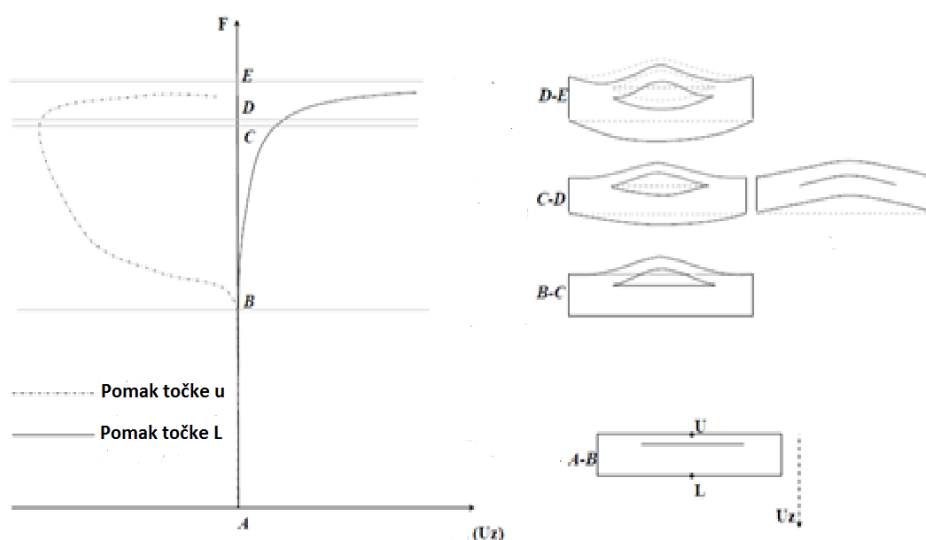 F
E
D
C
B
A
(Uz)
Pomak točke u
Pomak točke L
D-E
C-D
B-C
A-B
U
L
Uz